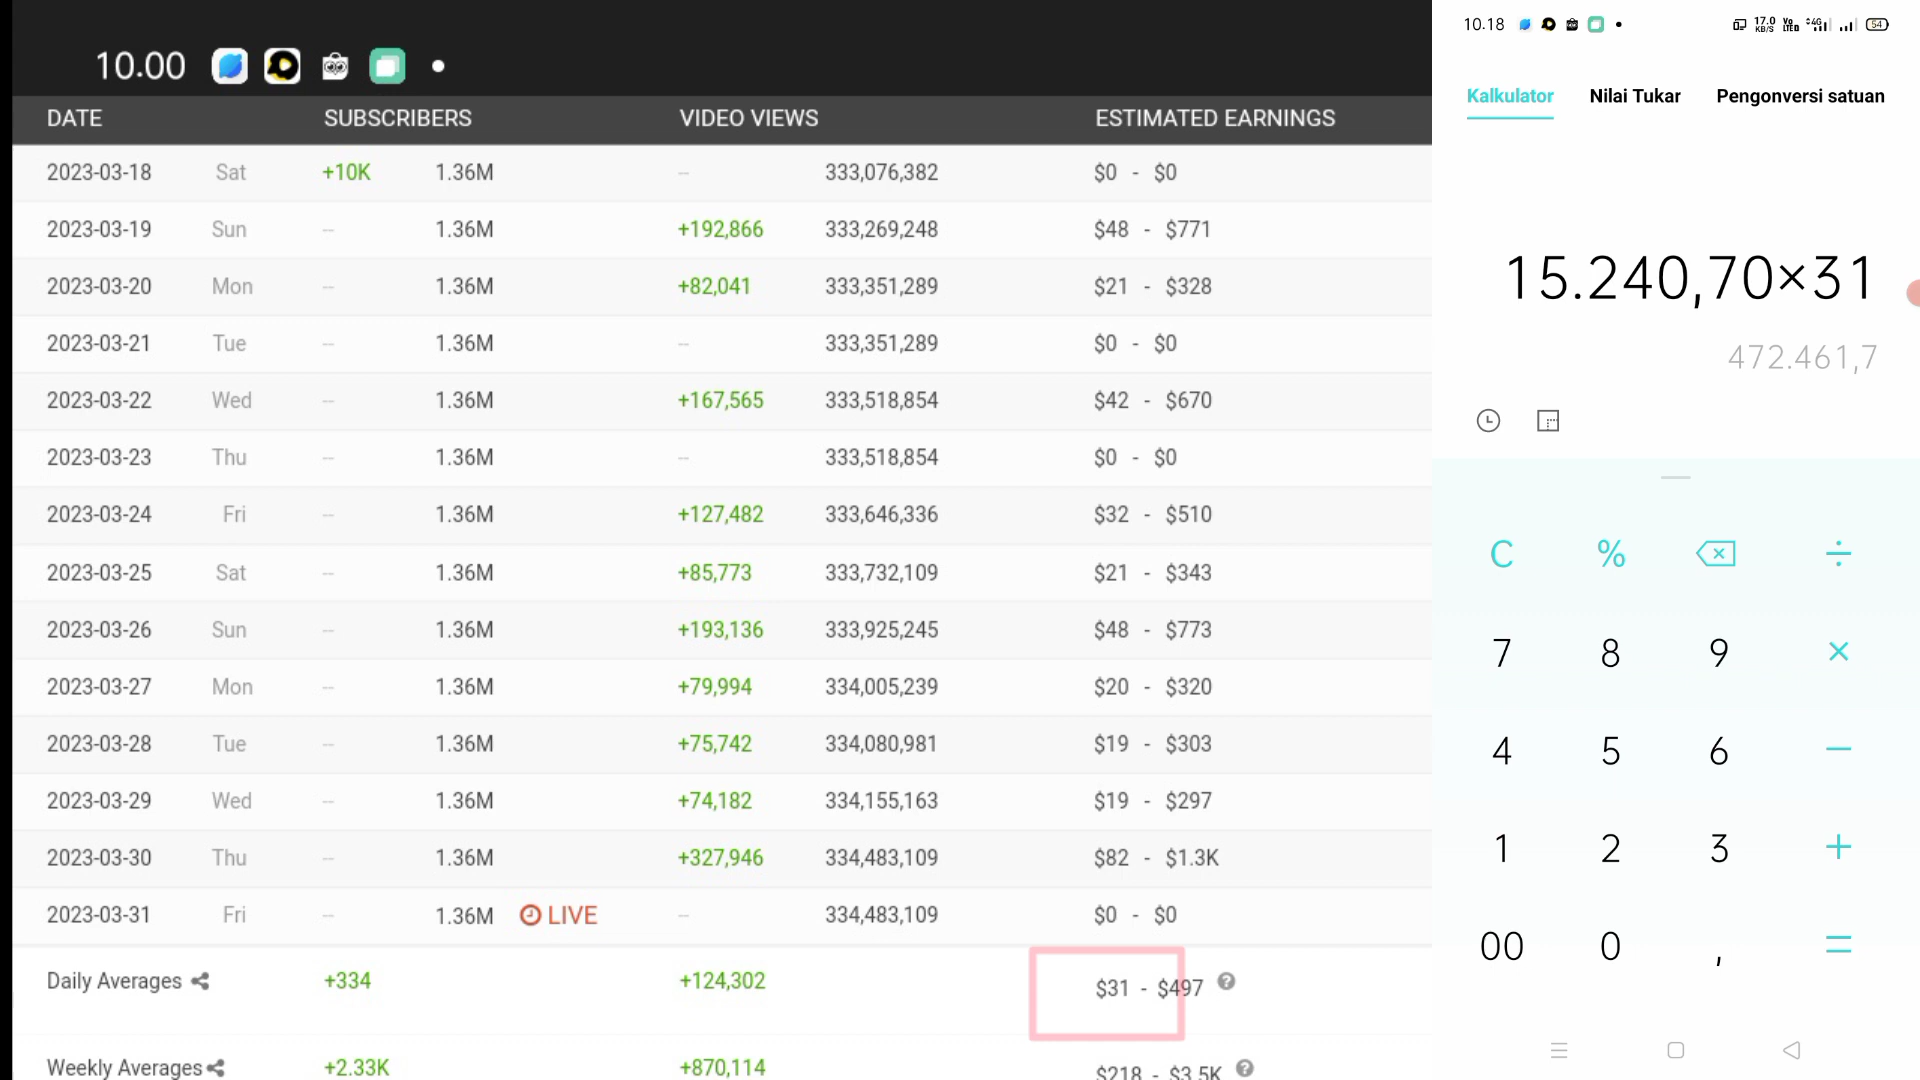 10.00
DATE SUBSCRIBERS VIDEO VIEWS ESTIMATED EARNINGS
2023-03-18 Sat +10K 1.36M -- 333,076,382 $0 - $0
2023-03-19 Sun -- 1.36M +192,866 333,269,248 $48 - $771
2023-03-20 Mon -- 1.36M +82,041 333,351,289 $21 - $328
2023-03-21 Tue -- 1.36M -- 333,351,289 $0 - $0
2023-03-22 Wed -- 1.36M +167,565 333,518,854 $42 - $670
2023-03-23 Thu -- 1.36M -- 333,518,854 $0 - $0
2023-03-24 Fri -- 1.36M +127,482 333,646,336 $32 - $510
2023-03-25 Sat -- 1.36M +85,773 333,732,109 $21 - $343
2023-03-26 Sun -- 1.36M +193,136 333,925,245 $48 - $773
2023-03-27 Mon -- 1.36M +79,994 334,005,239 $20 - $320
2023-03-28 Tue -- 1.36M +75,742 334,080,981 $19 - $303
2023-03-29 Wed -- 1.36M +74,182 334,155,163 $19 - $297
2023-03-30 Thu -- 1.36M +327,946 334,483,109 $82 - $1.3K
2023-03-31 Fri -- 1.36M LIVE -- 334,483,109 $0 - $0
Daily Averages +334 +124,302 $31 - $497 ?
Weekly Averages +2.33K +870,114 $218 - $3.5K ?
10.18 17.0 KB/S Vo LTE 4G 54
Kalkulator Nilai Tukar Pengonversi satuan
15.240,70×31
472.461,7
C % ÷
7 8 9 ×
4 5 6 −
1 2 3 +
00 0 , =